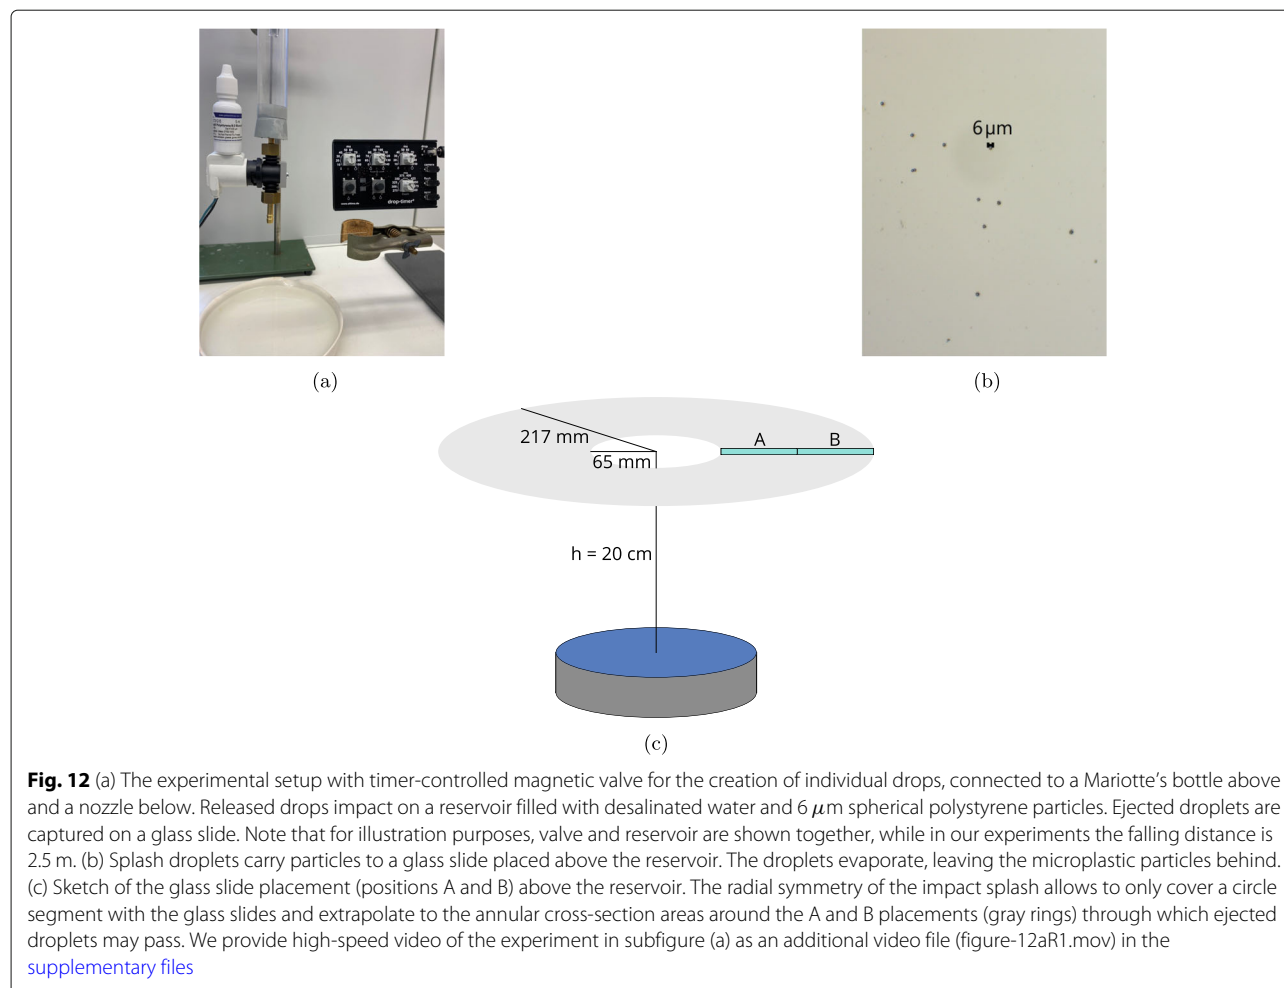 6 µm
(a)
(b)
217 mm
65 mm
A
B
h = 20 cm
(c)
drop-timer²
Fig. 12 (a) The experimental setup with timer-controlled magnetic valve for the creation of individual drops, connected to a Mariotte's bottle above
and a nozzle below. Released drops impact on a reservoir filled with desalinated water and 6 µm spherical polystyrene particles. Ejected droplets are
captured on a glass slide. Note that for illustration purposes, valve and reservoir are shown together, while in our experiments the falling distance is
2.5 m. (b) Splash droplets carry particles to a glass slide placed above the reservoir. The droplets evaporate, leaving the microplastic particles behind.
(c) Sketch of the glass slide placement (positions A and B) above the reservoir. The radial symmetry of the impact splash allows to only cover a circle
segment with the glass slides and extrapolate to the annular cross-section areas around the A and B placements (gray rings) through which ejected
droplets may pass. We provide high-speed video of the experiment in subfigure (a) as an additional video file (figure-12aR1.mov) in the
supplementary files